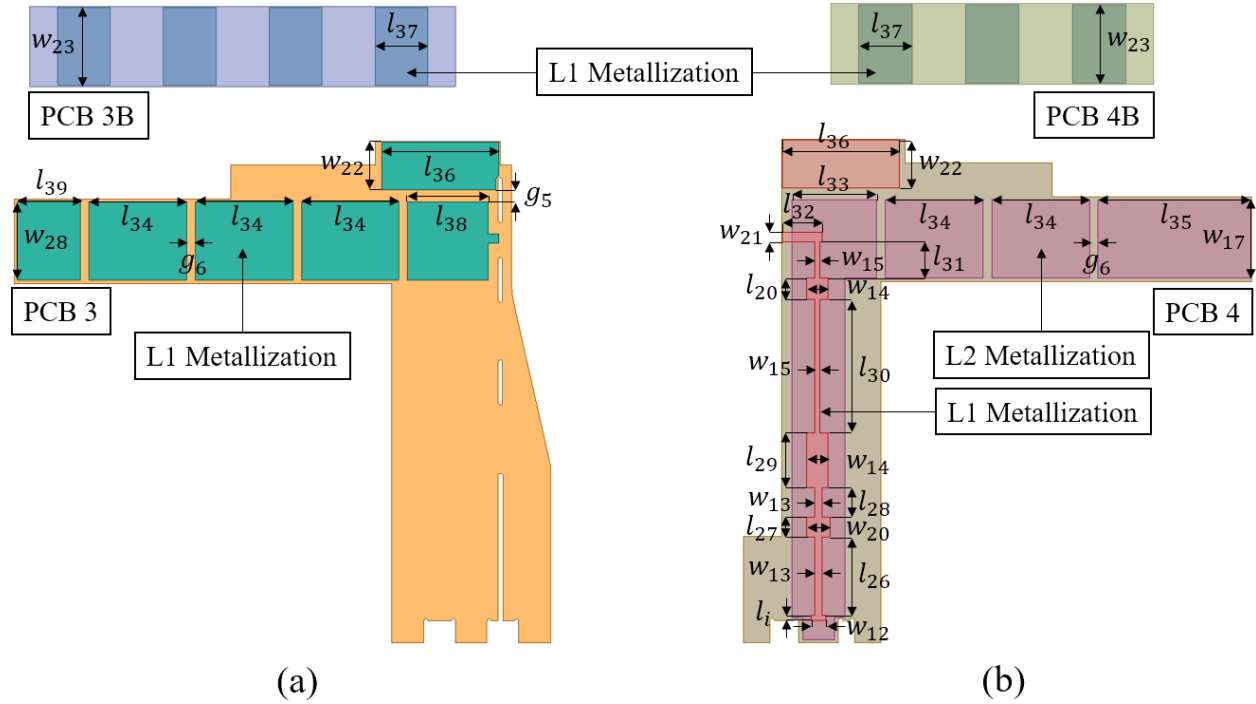 w₂₃ l₃₇ L1 Metallization l₃₇ w₂₃
PCB 3B PCB 4B
w₂₂ l₃₆ g₅
l₃₉ l₃₄ l₃₄ l₃₄ l₃₈
w₂₈ g₆
PCB 3
L1 Metallization
l₃₆ w₂₂
l₃₃
l₃₂ l₃₄ l₃₄ l₃₅
w₂₁ w₁₅ l₃₁ g₆ w₁₇
l₂₀ w₁₄ PCB 4
w₁₅ l₃₀ L2 Metallization
L1 Metallization
l₂₉ w₁₄
w₁₃ l₂₈
l₂₇ w₂₀
w₁₃ l₂₆
lᵢ w₁₂
(a) (b)